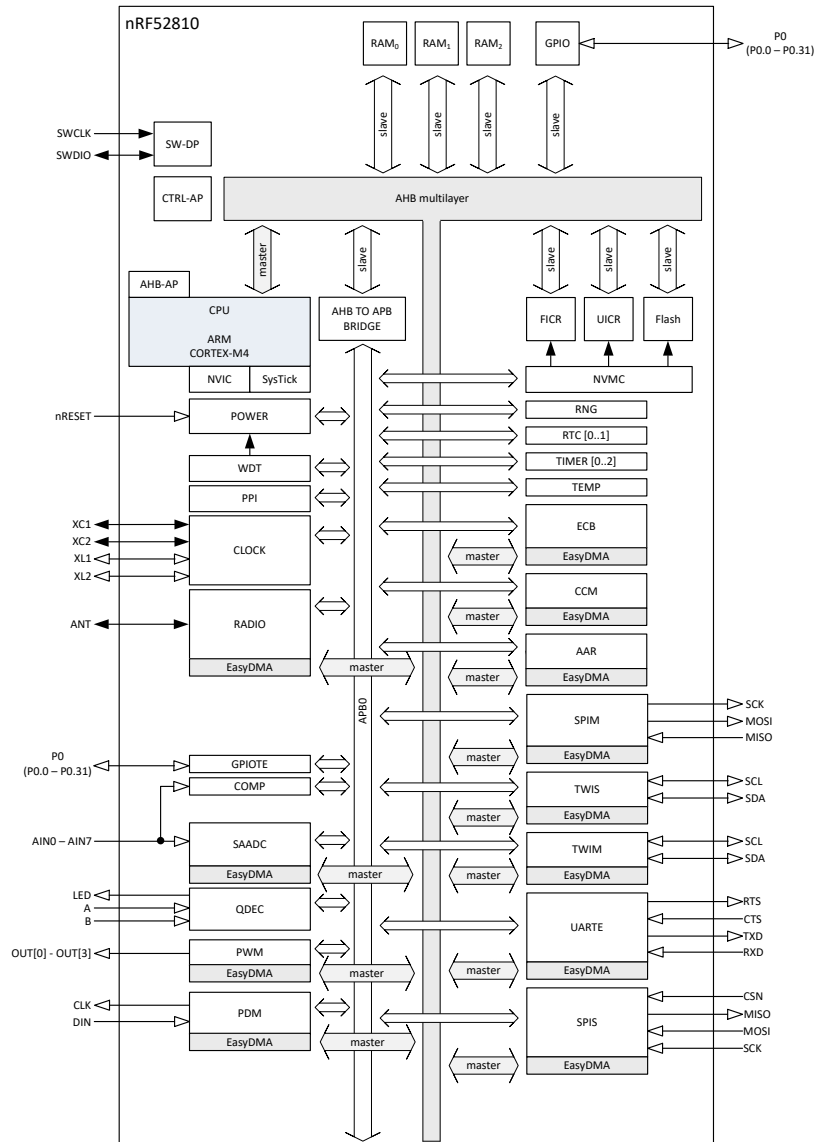 nRF52810
RAM₀
RAM₁
RAM₂
GPIO
P0
(P0.0 – P0.31)
slave
slave
slave
slave
SWCLK
SWDIO
SW-DP
CTRL-AP
AHB multilayer
master
slave
slave
slave
slave
AHB-AP
CPU
ARM
CORTEX-M4
NVIC
SysTick
AHB TO APB
BRIDGE
FICR
UICR
Flash
NVMC
nRESET
POWER
RNG
RTC [0..1]
WDT
TIMER [0..2]
PPI
TEMP
XC1
XC2
XL1
XL2
CLOCK
ECB
master
EasyDMA
CCM
master
EasyDMA
ANT
RADIO
EasyDMA
master
AAR
master
EasyDMA
APB0
SPIM
master
EasyDMA
SCK
MOSI
MISO
P0
(P0.0 – P0.31)
GPIOTE
COMP
TWIS
master
EasyDMA
SCL
SDA
AIN0 – AIN7
SAADC
EasyDMA
master
TWIM
master
EasyDMA
SCL
SDA
LED
A
B
QDEC
UARTE
master
EasyDMA
RTS
CTS
TXD
RXD
OUT[0] - OUT[3]
PWM
EasyDMA
master
CLK
DIN
PDM
EasyDMA
master
SPIS
master
EasyDMA
CSN
MISO
MOSI
SCK